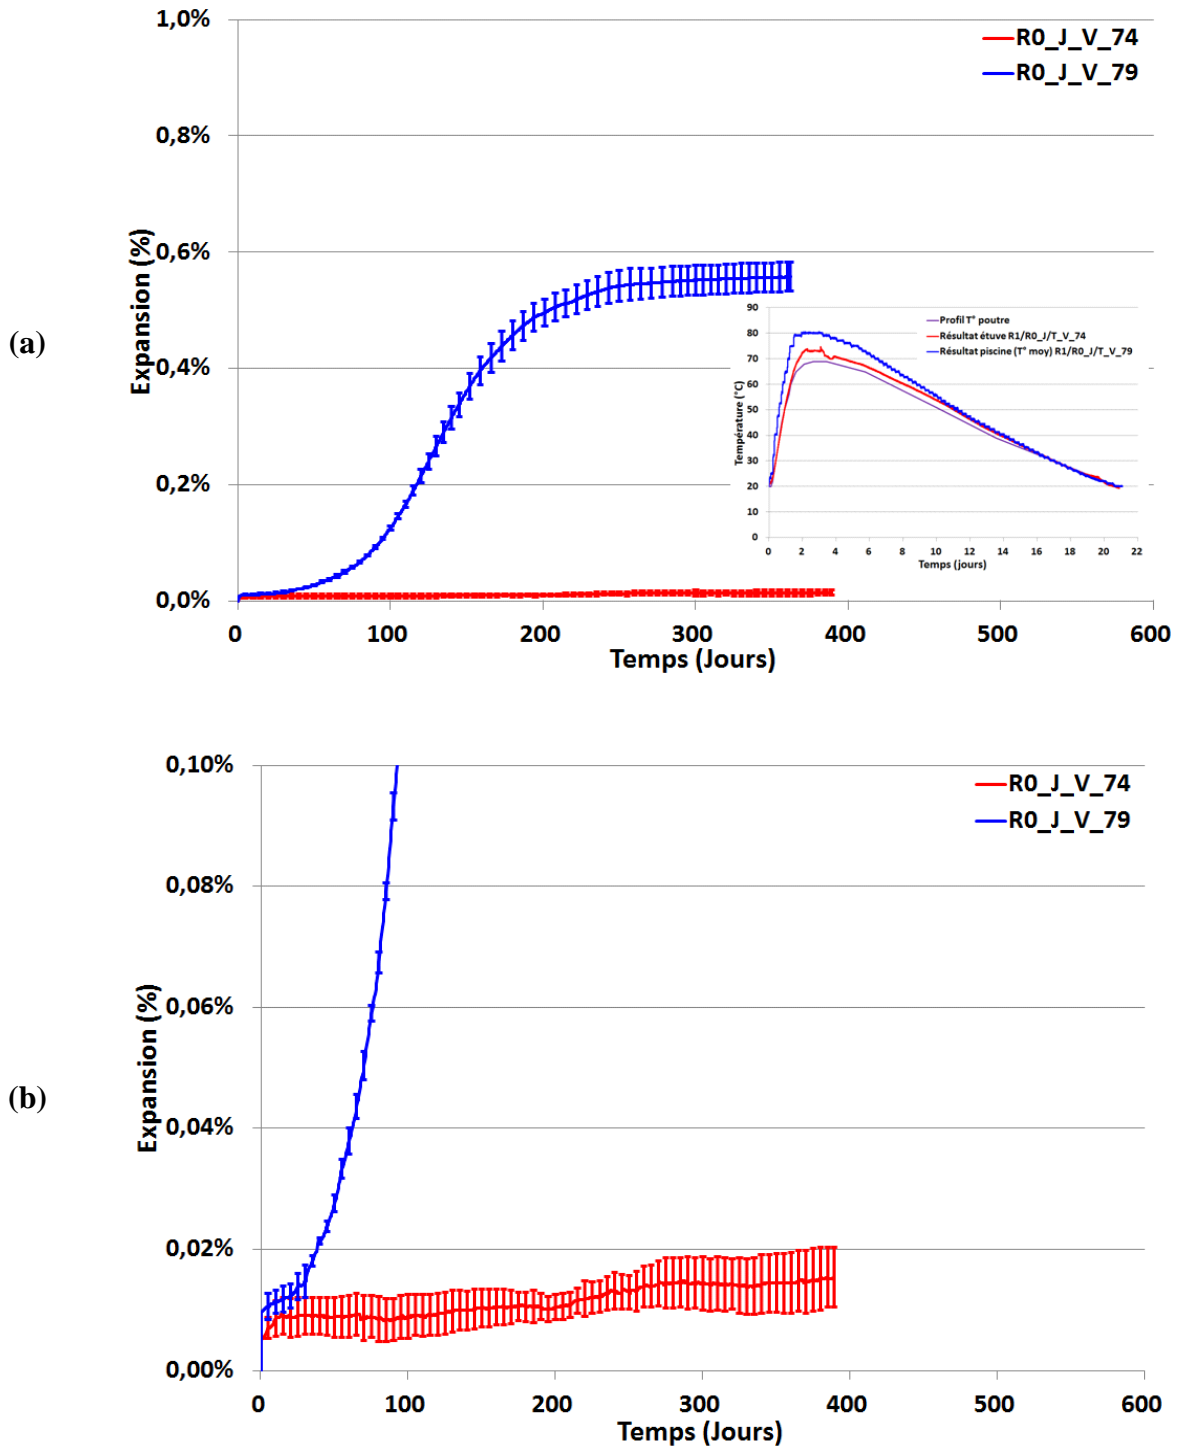 (a)
Expansion (%)
1,0%
0,8%
0,6%
0,4%
0,2%
0,0%
R0_J_V_74
R0_J_V_79
0 100 200 300 400 500 600
Temps (Jours)
Température (°C)
90
80
70
60
50
40
30
20
10
0
Profil T° poutre
Résultat étuve R1/R0_J/T_V_74
Résultat piscine (T° moy) R1/R0_J/T_V_79
0 2 4 6 8 10 12 14 16 18 20 22
Temps (jours)
(b)
Expansion (%)
0,10%
0,08%
0,06%
0,04%
0,02%
0,00%
R0_J_V_74
R0_J_V_79
0 100 200 300 400 500 600
Temps (Jours)